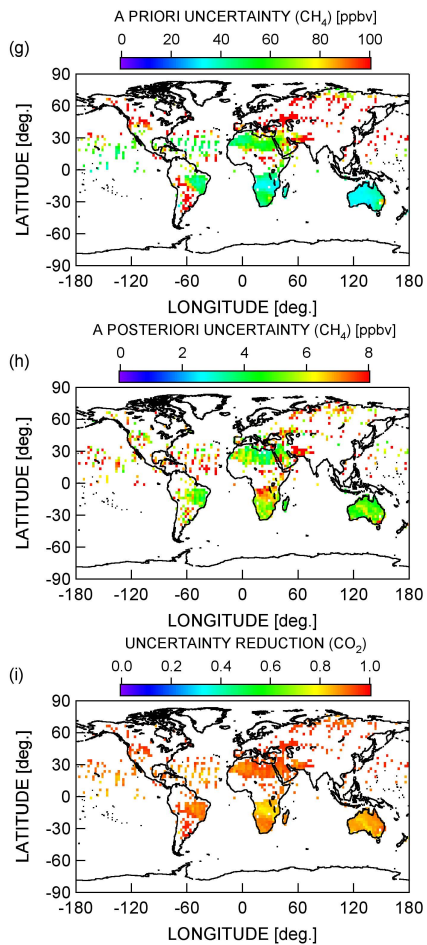 (g)
A PRIORI UNCERTAINTY (CH4) [ppbv]
0 20 40 60 80 100
90
60
30
0
-30
-60
-90
LATITUDE [deg.]
-180 -120 -60 0 60 120 180
LONGITUDE [deg.]
(h)
A POSTERIORI UNCERTAINTY (CH4) [ppbv]
0 2 4 6 8
90
60
30
0
-30
-60
-90
LATITUDE [deg.]
-180 -120 -60 0 60 120 180
LONGITUDE [deg.]
(i)
UNCERTAINTY REDUCTION (CO2)
0.0 0.2 0.4 0.6 0.8 1.0
90
60
30
0
-30
-60
-90
LATITUDE [deg.]
-180 -120 -60 0 60 120 180
LONGITUDE [deg.]